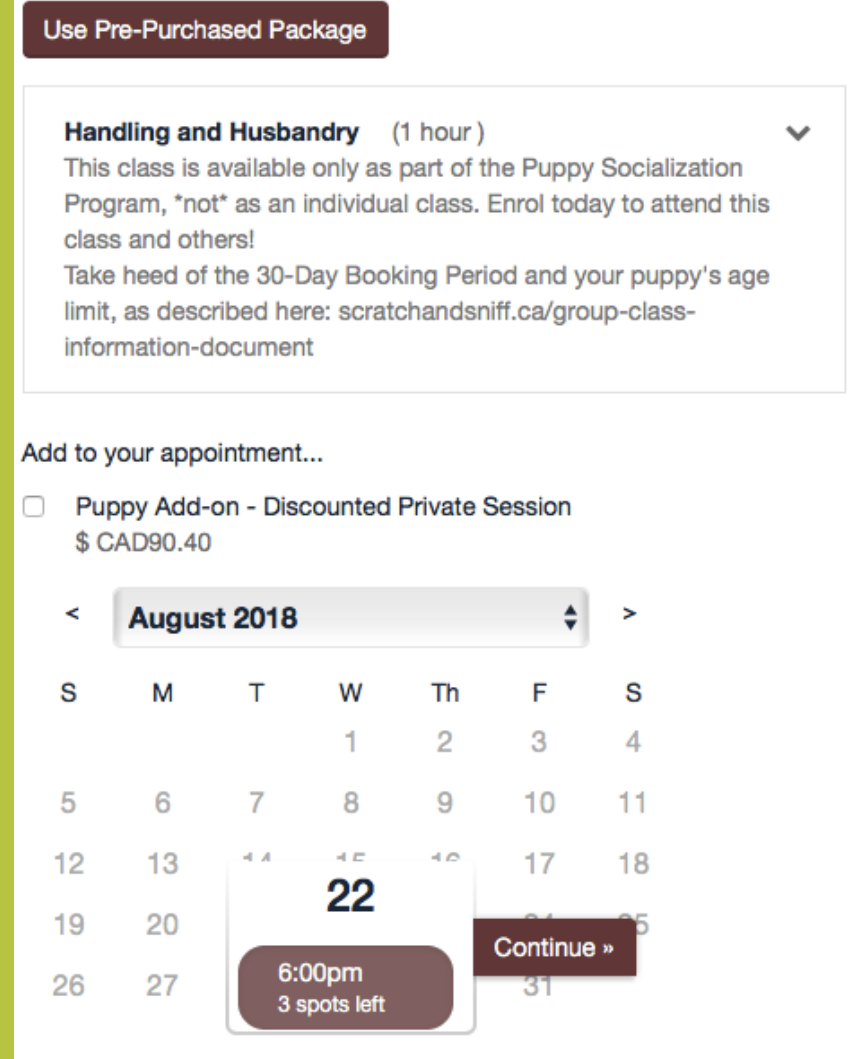 Use Pre-Purchased Package
Handling and Husbandry (1 hour )
This class is available only as part of the Puppy Socialization
Program, *not* as an individual class. Enrol today to attend this
class and others!
Take heed of the 30-Day Booking Period and your puppy's age
limit, as described here: scratchandsniff.ca/group-class-
information-document
Add to your appointment...
Puppy Add-on - Discounted Private Session
$ CAD90.40
< August 2018 >
S M T W Th F S
1 2 3 4
5 6 7 8 9 10 11
12 13 14 15 16 17 18
22
19 20
Continue »
6:00pm
26 27 31
3 spots left